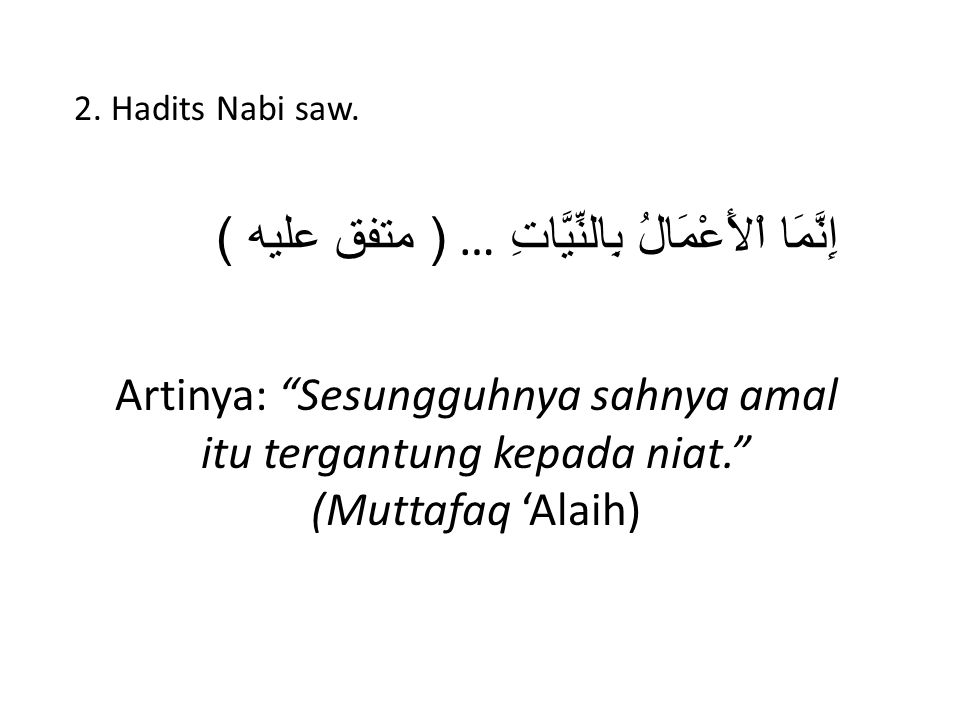 2. Hadits Nabi saw.
إِنَّمَا ٱلأَعْمَالُ بِالنِّيَّاتِ ... ( متفق عليه )
Artinya: “Sesungguhnya sahnya amal
itu tergantung kepada niat.”
(Muttafaq ‘Alaih)